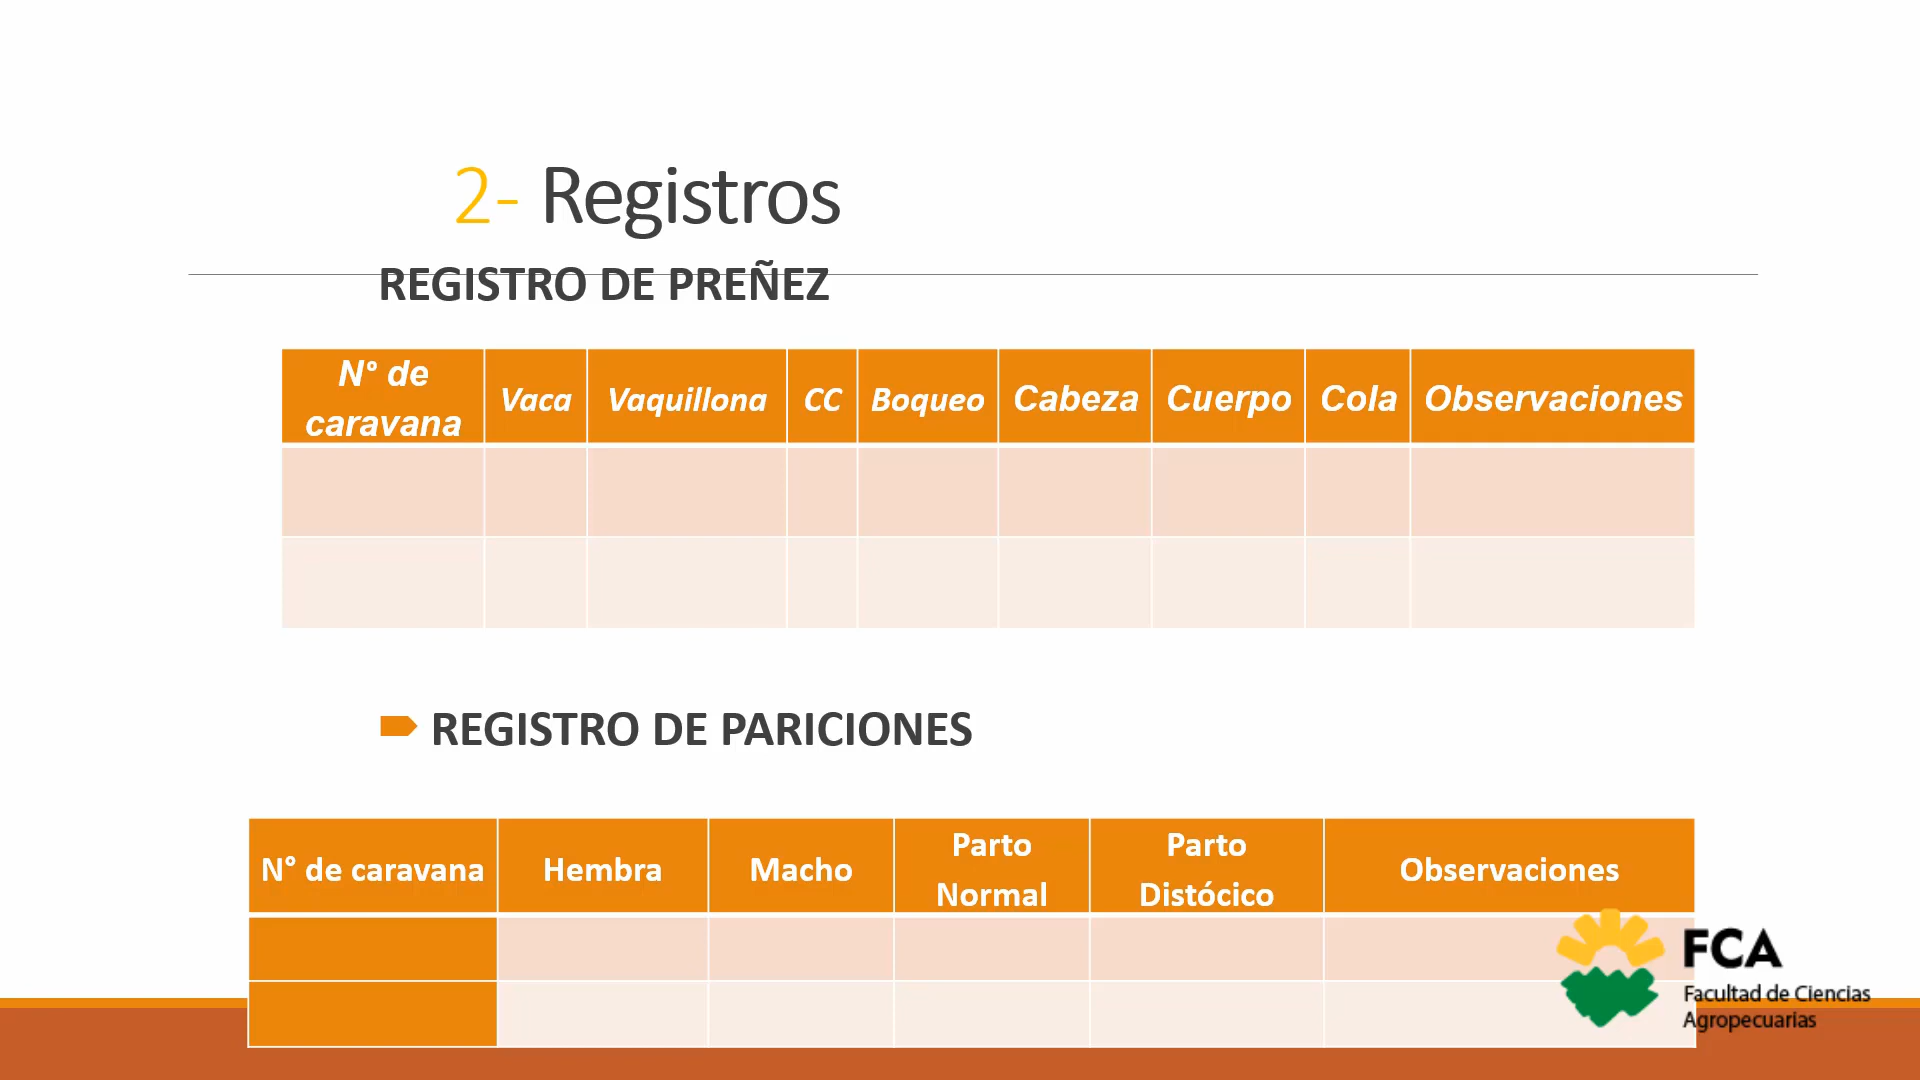 2- Registros
REGISTRO DE PREÑEZ
N° de caravana Vaca Vaquillona CC Boqueo Cabeza Cuerpo Cola Observaciones
REGISTRO DE PARICIONES
N° de caravana Hembra Macho Parto Normal Parto Distócico Observaciones
FCA
Facultad de Ciencias
Agropecuarias